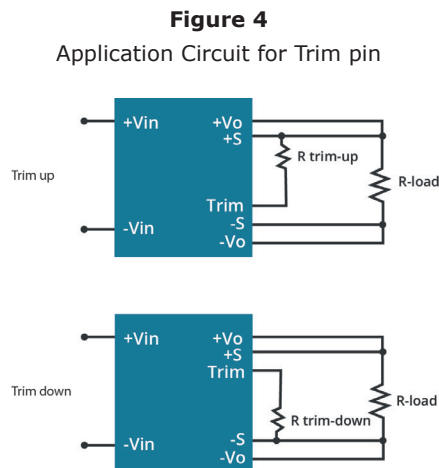 Figure 4
Application Circuit for Trim pin
+Vin
+Vo
+S
R trim-up
Trim up
R-load
Trim
-S
-Vin
-Vo
+Vin
+Vo
+S
Trim
Trim down
R-load
R trim-down
-S
-Vin
-Vo